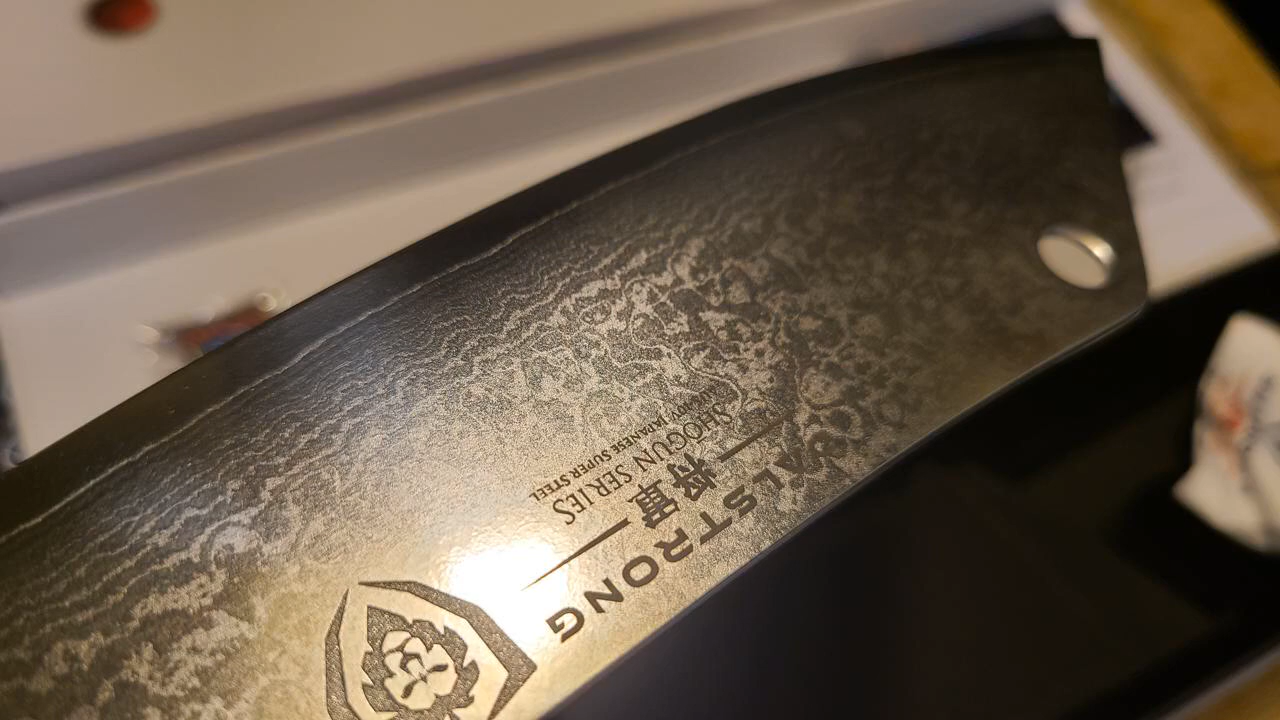 DALSTRONG
将軍
SHOGUN SERIES
JAPANESE SUPER STEEL